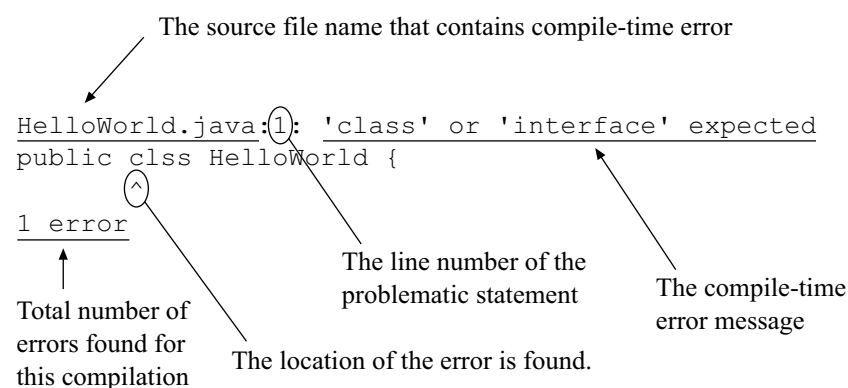 The source file name that contains compile-time error
HelloWorld.java:1: 'class' or 'interface' expected
public clss HelloWorld {
^
1 error
The line number of the
problematic statement
The compile-time
error message
Total number of
errors found for
this compilation
The location of the error is found.